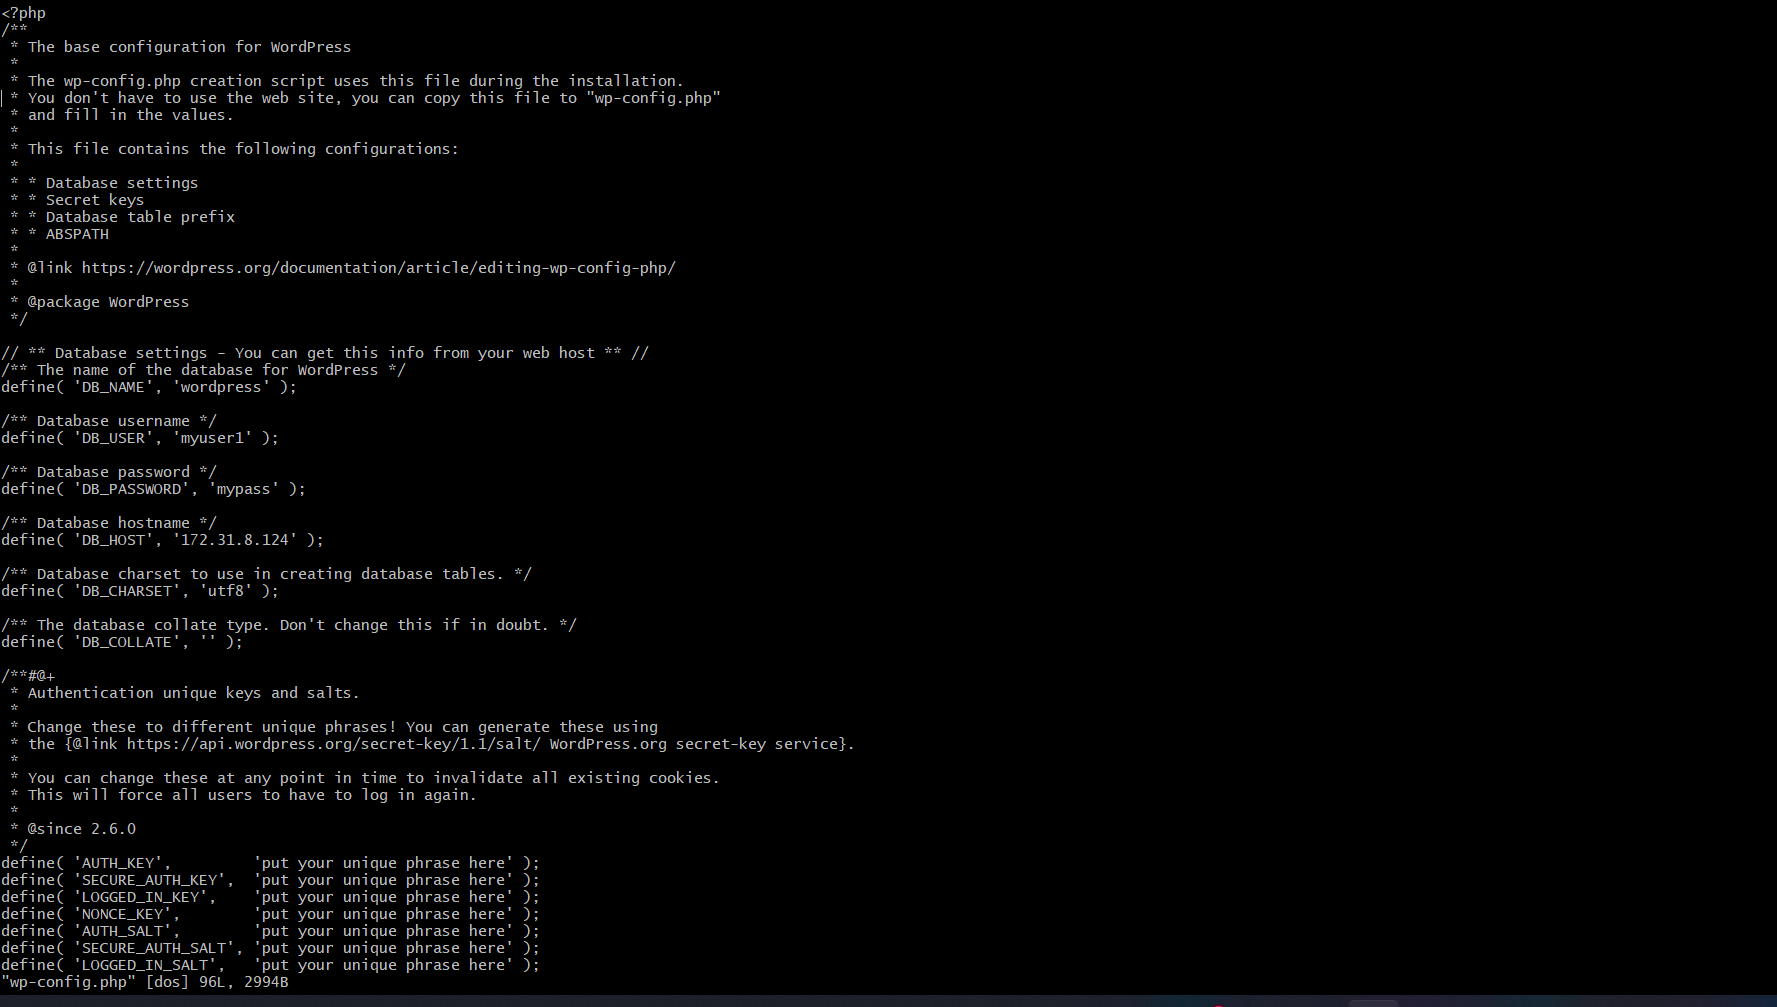 <?php
/**
 * The base configuration for WordPress
 *
 * The wp-config.php creation script uses this file during the installation.
 * You don't have to use the web site, you can copy this file to "wp-config.php"
 * and fill in the values.
 *
 * This file contains the following configurations:
 *
 * * Database settings
 * * Secret keys
 * * Database table prefix
 * * ABSPATH
 *
 * @link https://wordpress.org/documentation/article/editing-wp-config-php/
 *
 * @package WordPress
 */

// ** Database settings - You can get this info from your web host ** //
/** The name of the database for WordPress */
define( 'DB_NAME', 'wordpress' );

/** Database username */
define( 'DB_USER', 'myuser1' );

/** Database password */
define( 'DB_PASSWORD', 'mypass' );

/** Database hostname */
define( 'DB_HOST', '172.31.8.124' );

/** Database charset to use in creating database tables. */
define( 'DB_CHARSET', 'utf8' );

/** The database collate type. Don't change this if in doubt. */
define( 'DB_COLLATE', '' );

/**#@+
 * Authentication unique keys and salts.
 *
 * Change these to different unique phrases! You can generate these using
 * the {@link https://api.wordpress.org/secret-key/1.1/salt/ WordPress.org secret-key service}.
 *
 * You can change these at any point in time to invalidate all existing cookies.
 * This will force all users to have to log in again.
 *
 * @since 2.6.0
 */
define( 'AUTH_KEY',         'put your unique phrase here' );
define( 'SECURE_AUTH_KEY',  'put your unique phrase here' );
define( 'LOGGED_IN_KEY',    'put your unique phrase here' );
define( 'NONCE_KEY',        'put your unique phrase here' );
define( 'AUTH_SALT',        'put your unique phrase here' );
define( 'SECURE_AUTH_SALT', 'put your unique phrase here' );
define( 'LOGGED_IN_SALT',   'put your unique phrase here' );
"wp-config.php" [dos] 96L, 2994B